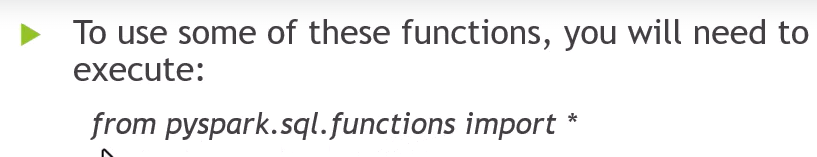 To use some of these functions, you will need to
execute:
from pyspark.sql.functions import *